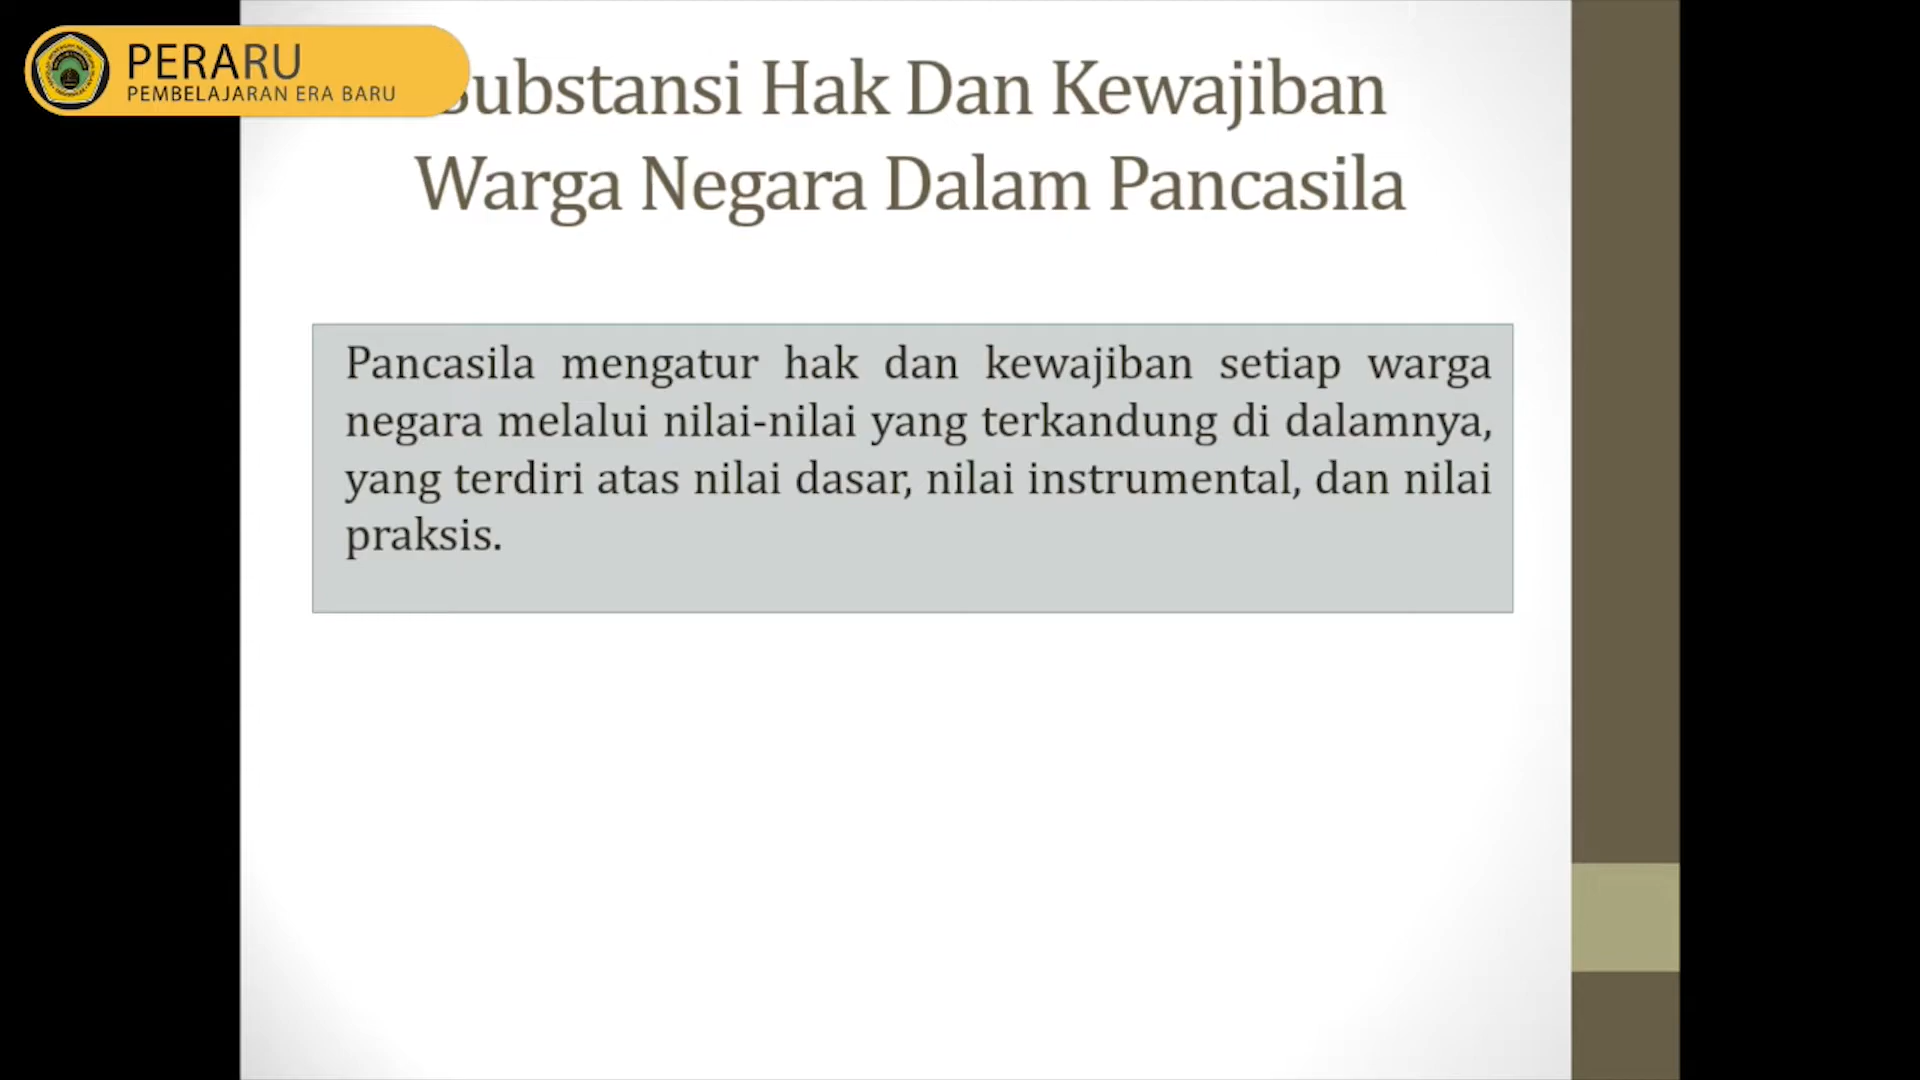 PERARU
PEMBELAJARAN ERA BARU
Substansi Hak Dan Kewajiban
Warga Negara Dalam Pancasila
Pancasila mengatur hak dan kewajiban setiap warga
negara melalui nilai-nilai yang terkandung di dalamnya,
yang terdiri atas nilai dasar, nilai instrumental, dan nilai
praksis.